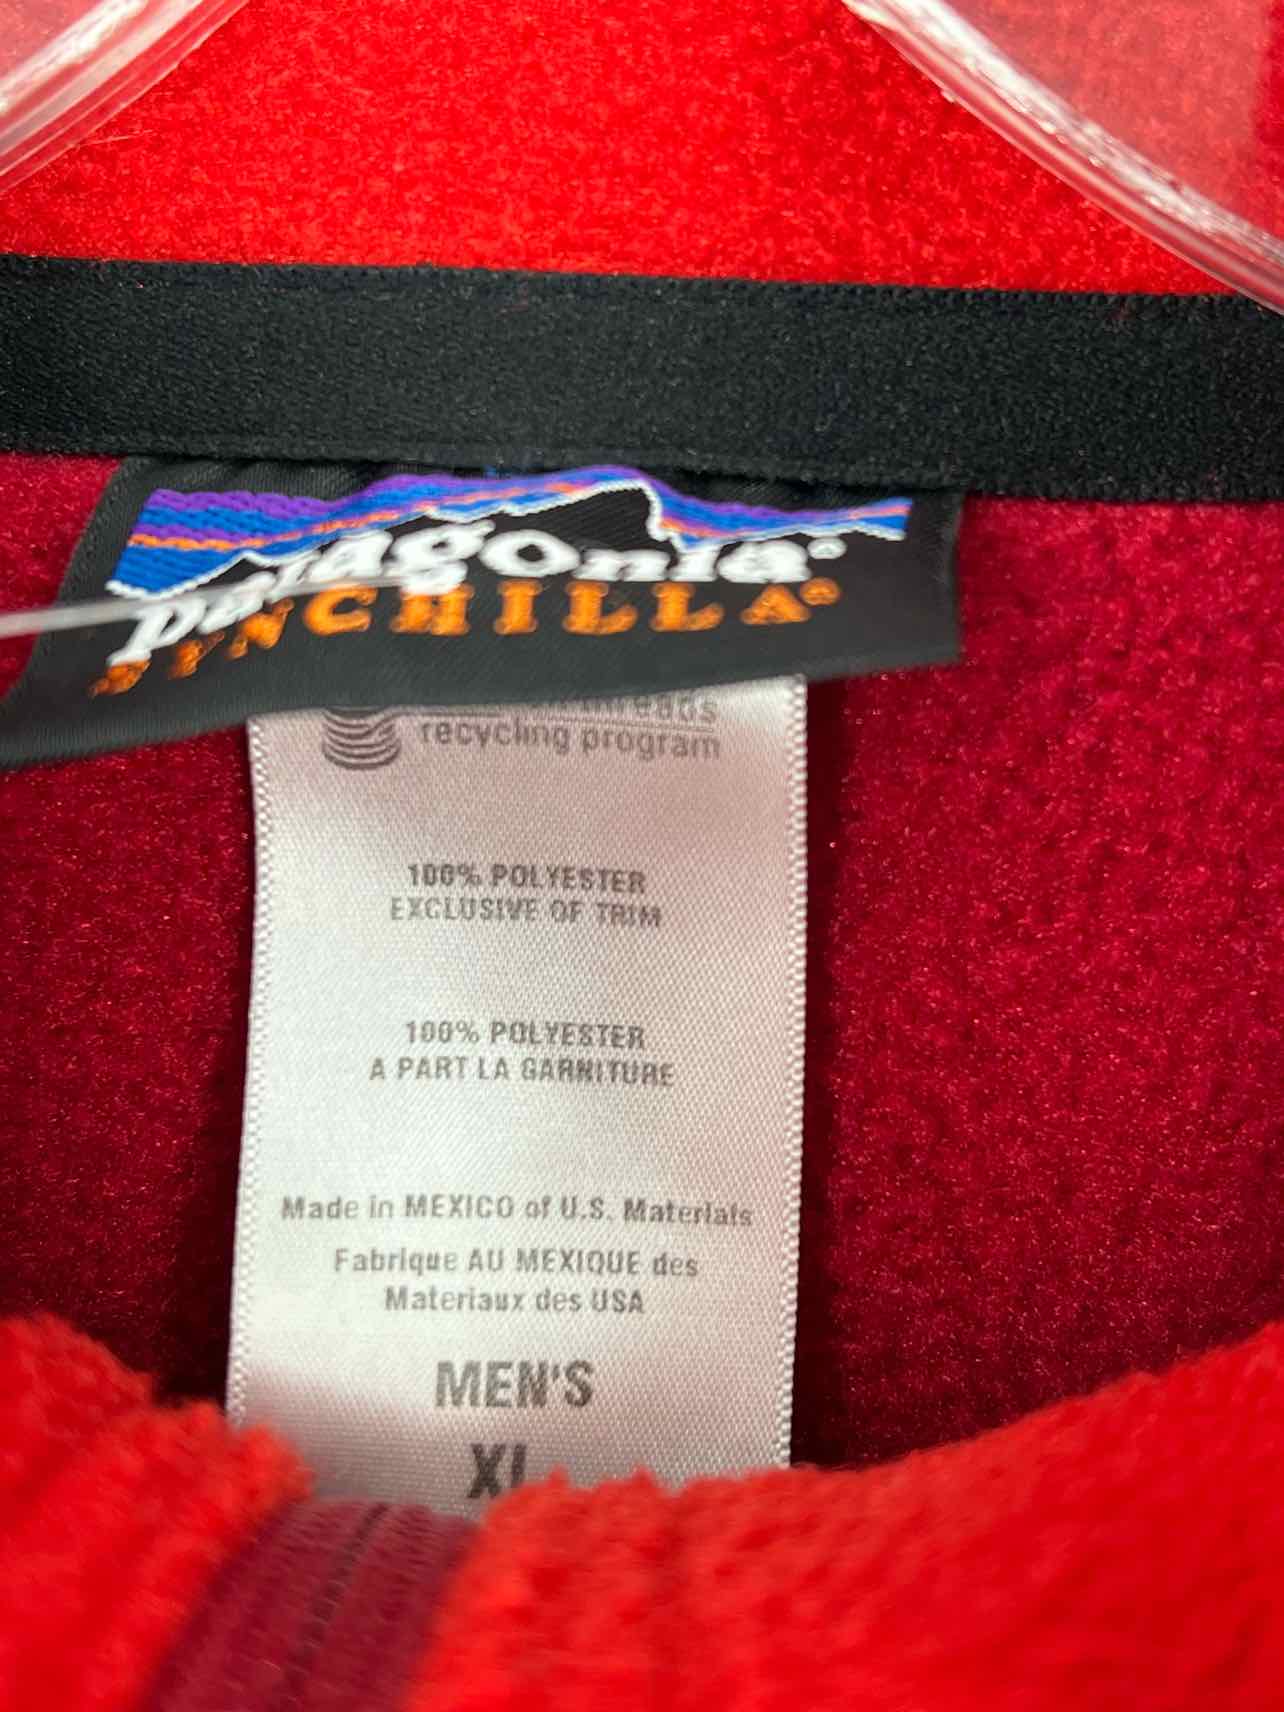 patagonia®
SYNCHILLA®
threads
recycling program
100% POLYESTER
EXCLUSIVE OF TRIM
100% POLYESTER
A PART LA GARNITURE
Made in MEXICO of U.S. Materials
Fabrique AU MEXIQUE des
Materiaux des USA
MEN'S
XL